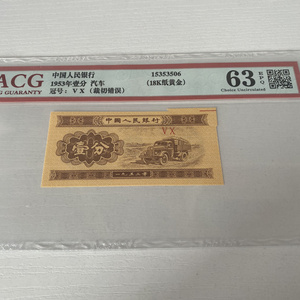 ACG
NG GUARANTY
中国人民银行
1953年壹分 汽车
冠号：V X（裁切错误）
15353506
（18K纸黄金）
63 EPQ
Choice Uncirculated
中国人民银行
V X
壹分
一九五三年